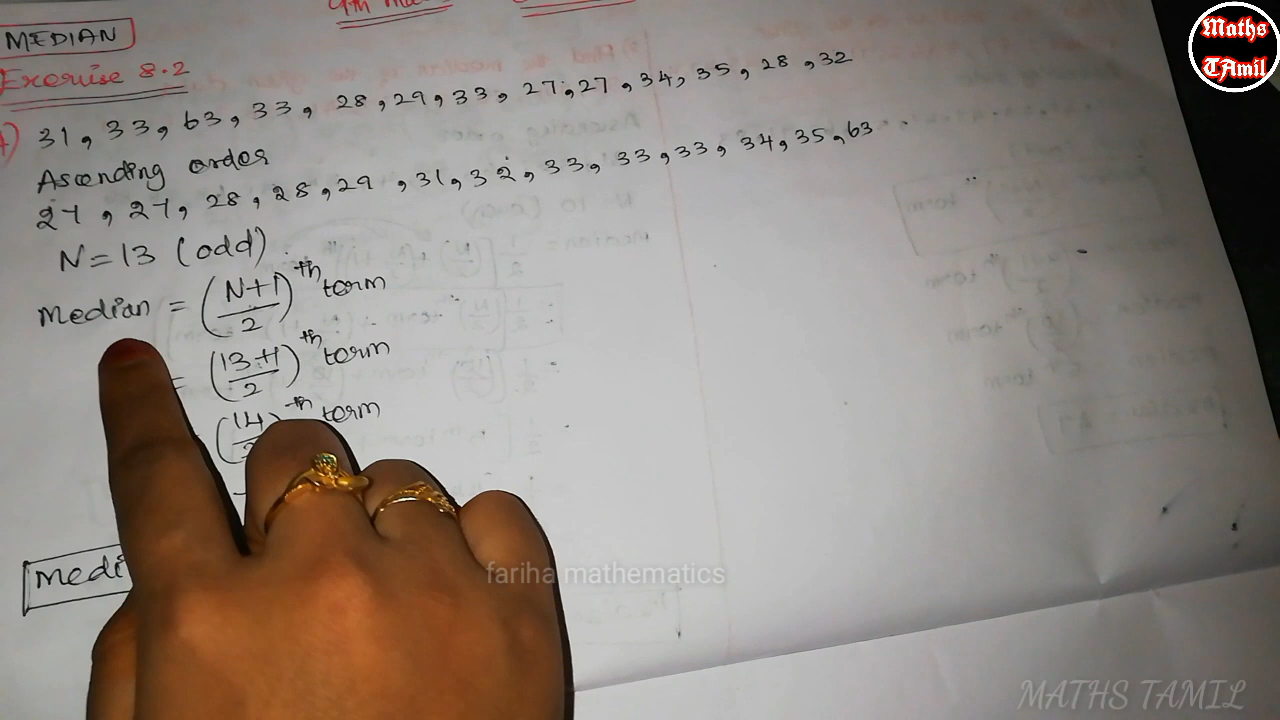 MEDIAN
Exercise 8.2
31, 33, 63, 33, 28, 29, 33, 27, 27, 34, 35, 28, 32
Ascending order
27, 27, 28, 28, 29, 31, 32, 33, 33, 33, 34, 35, 63
N = 13 (odd)
Median = (N+1/2)th term
= (13+1/2)th term
(14/ th term
Medi
fariha mathematics
Maths TAmil
MATHS TAMIL